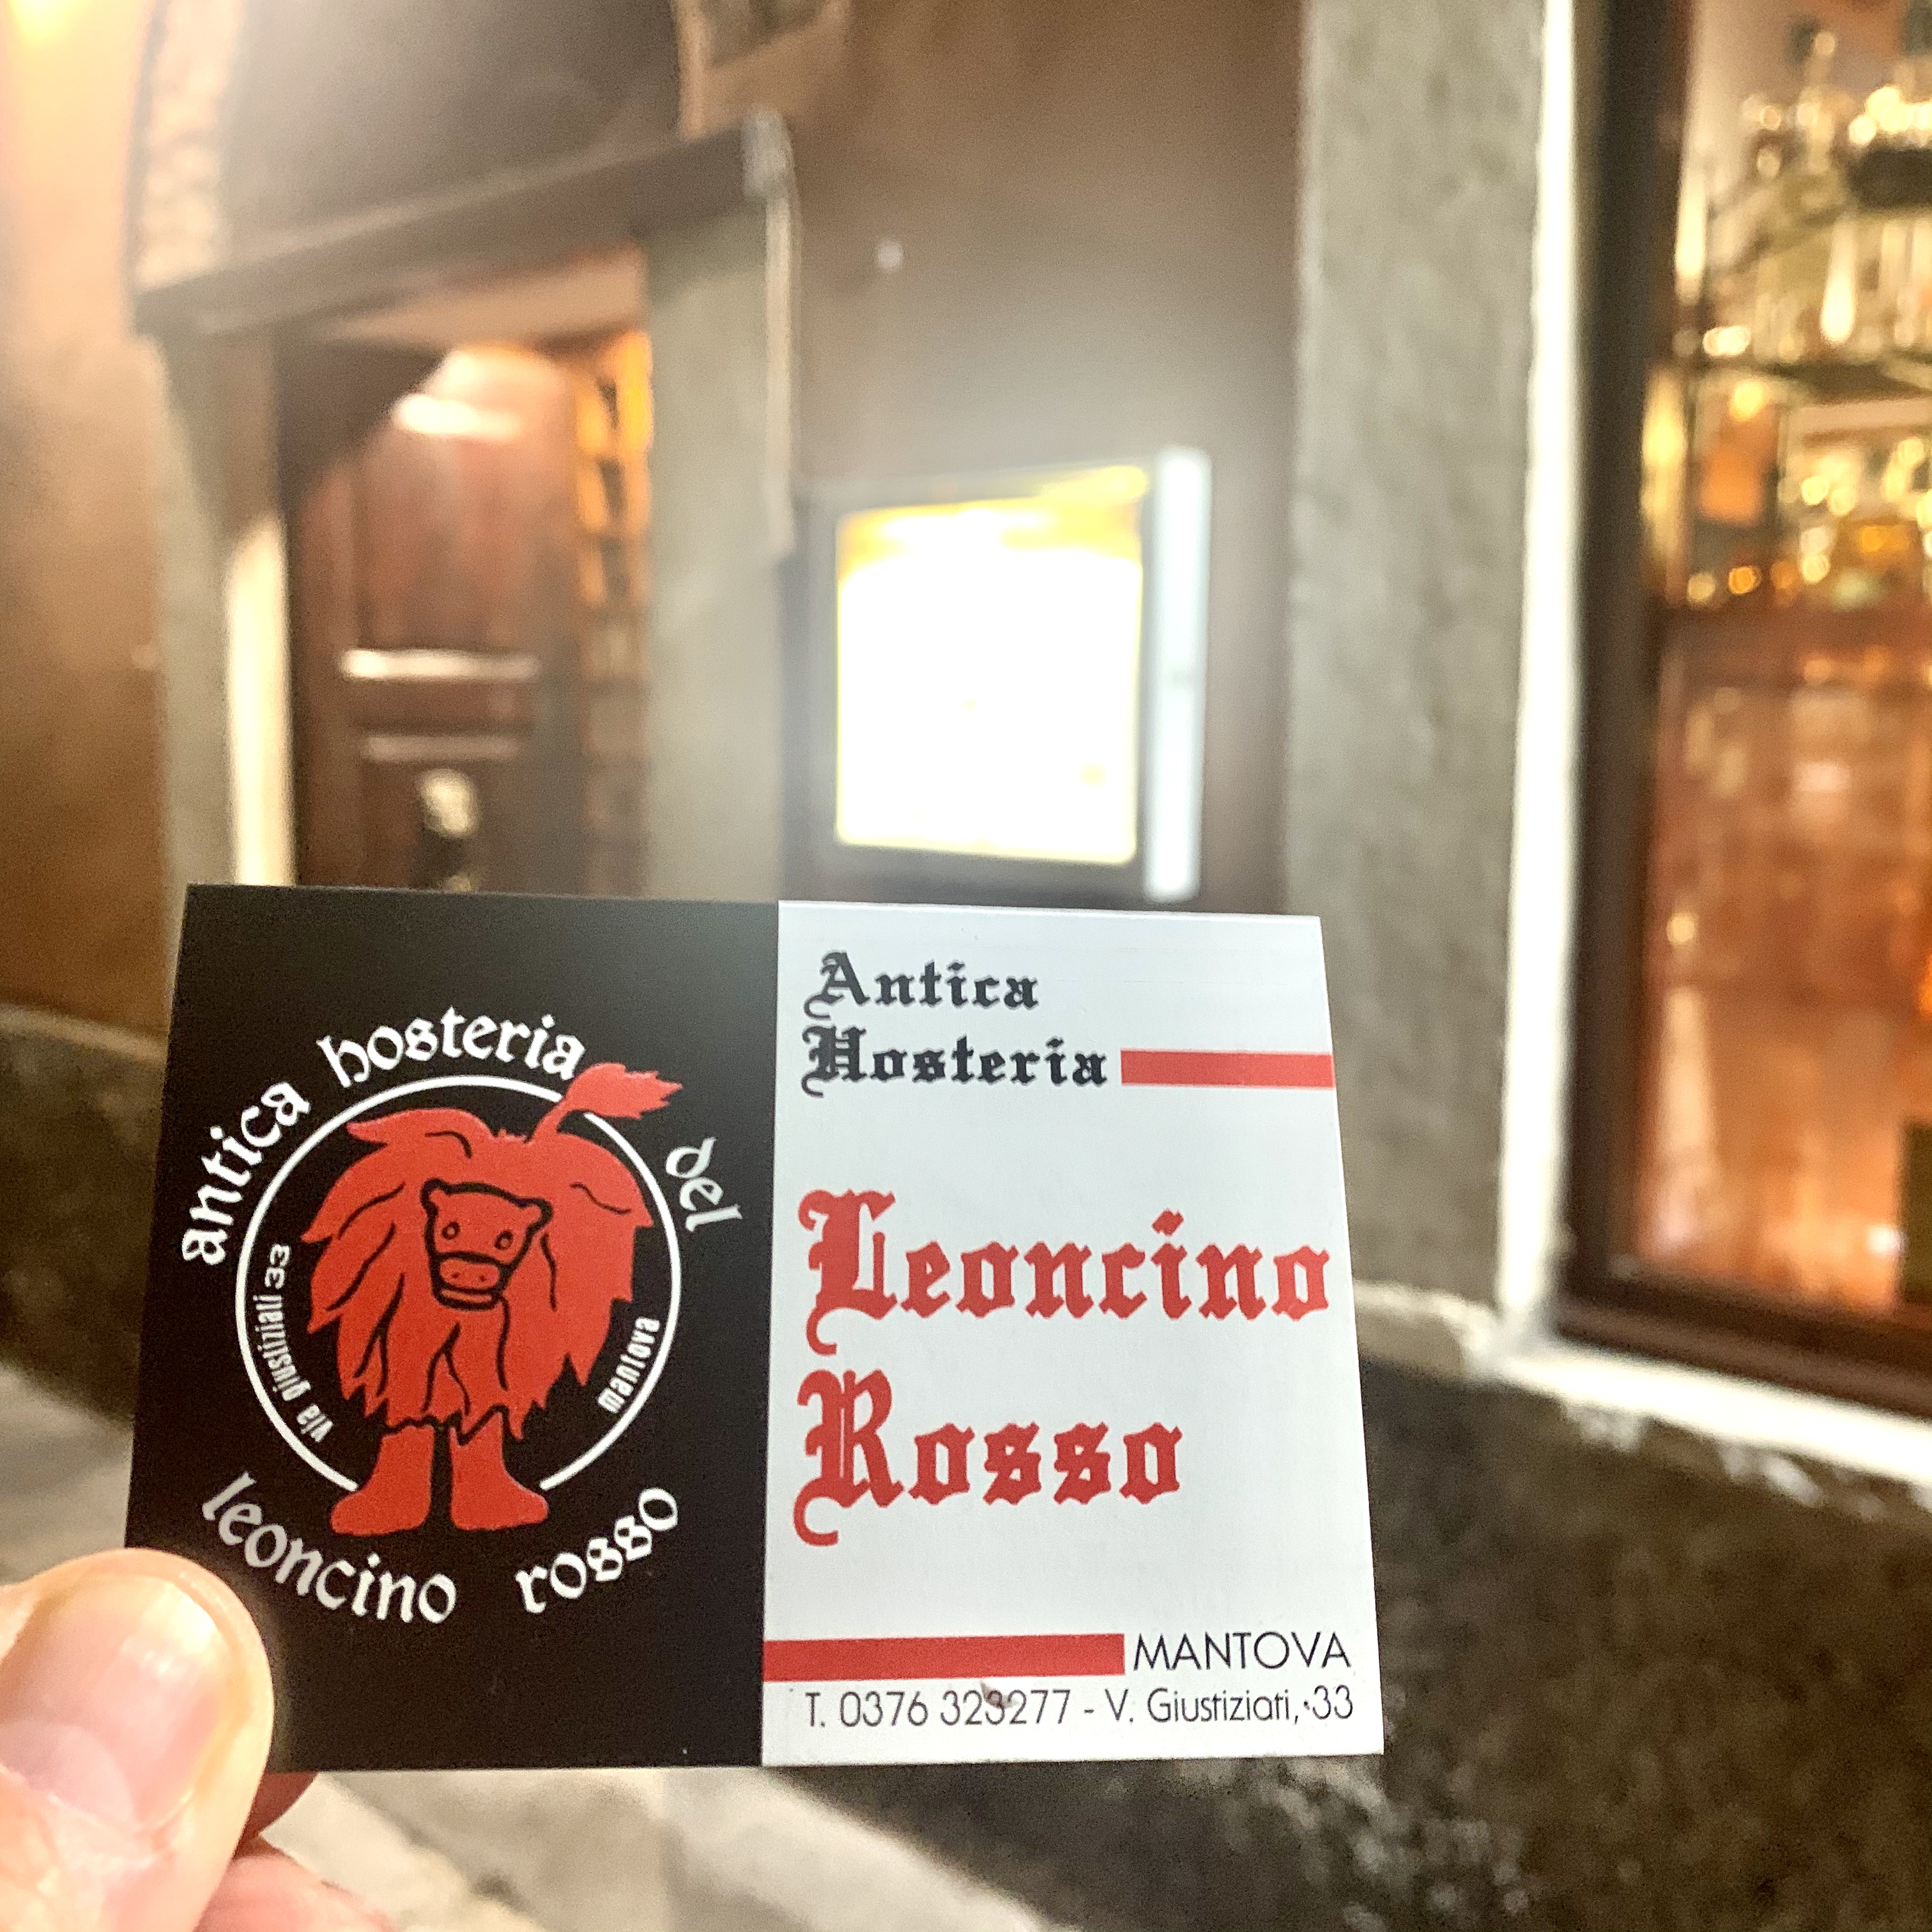 antica hosteria del
via giustiziati 33
mantova
leoncino rosso
Antica
Hosteria
Leoncino
Rosso
MANTOVA
T. 0376 323277 - V. Giustiziati, 33